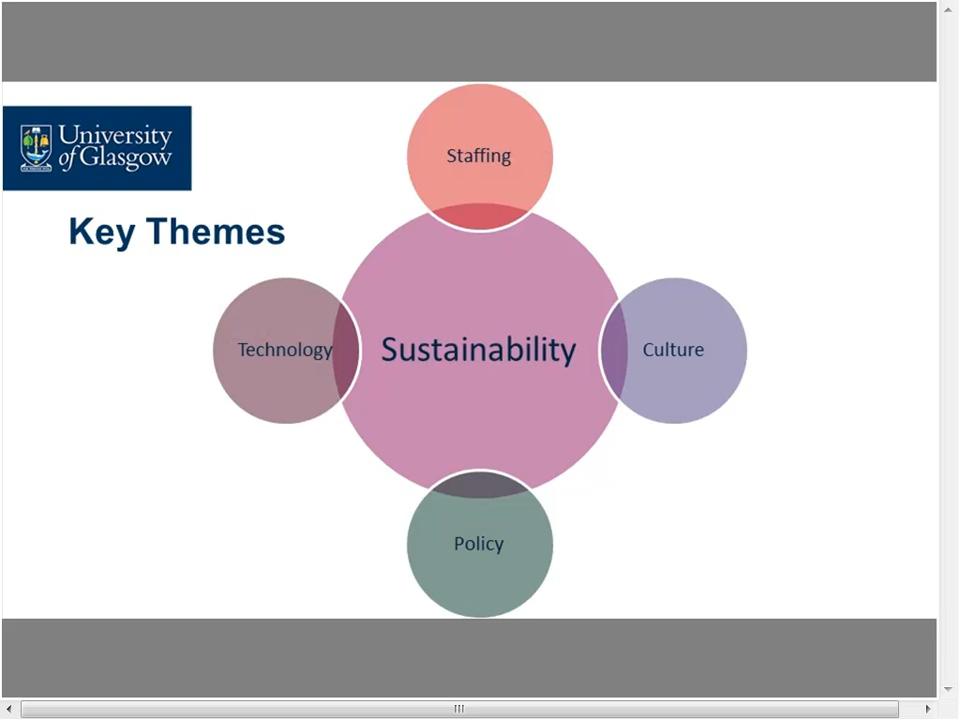 University
of Glasgow
Key Themes
Staffing
Technology
Sustainability
Culture
Policy